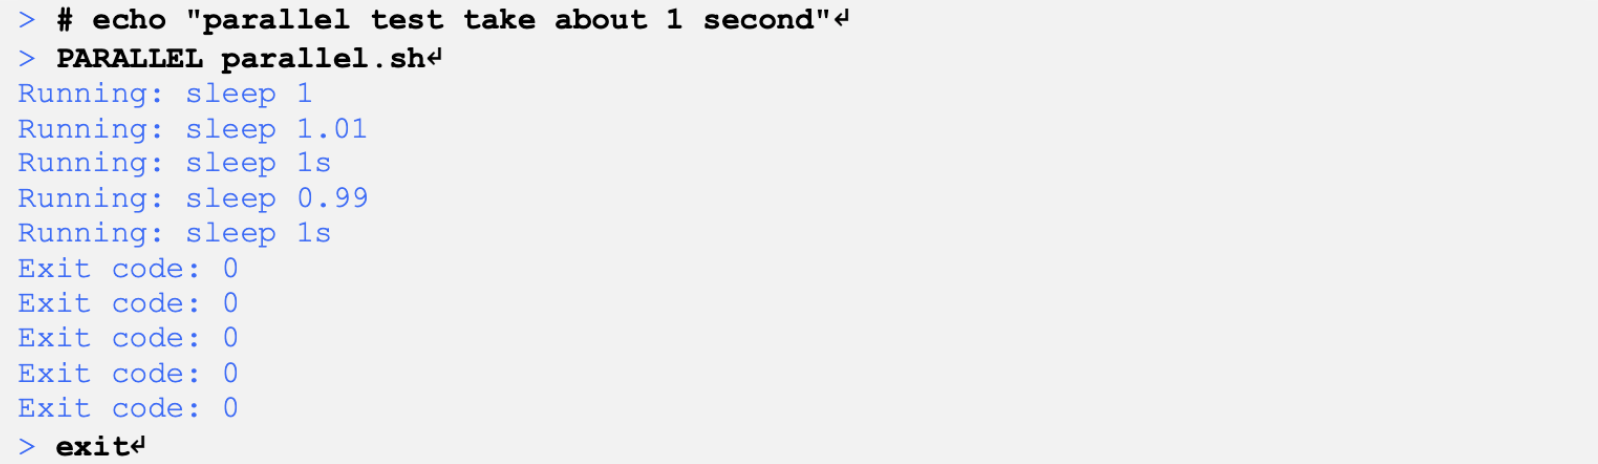 > # echo "parallel test take about 1 second"↵
> PARALLEL parallel.sh↵
Running: sleep 1
Running: sleep 1.01
Running: sleep 1s
Running: sleep 0.99
Running: sleep 1s
Exit code: 0
Exit code: 0
Exit code: 0
Exit code: 0
Exit code: 0
> exit↵